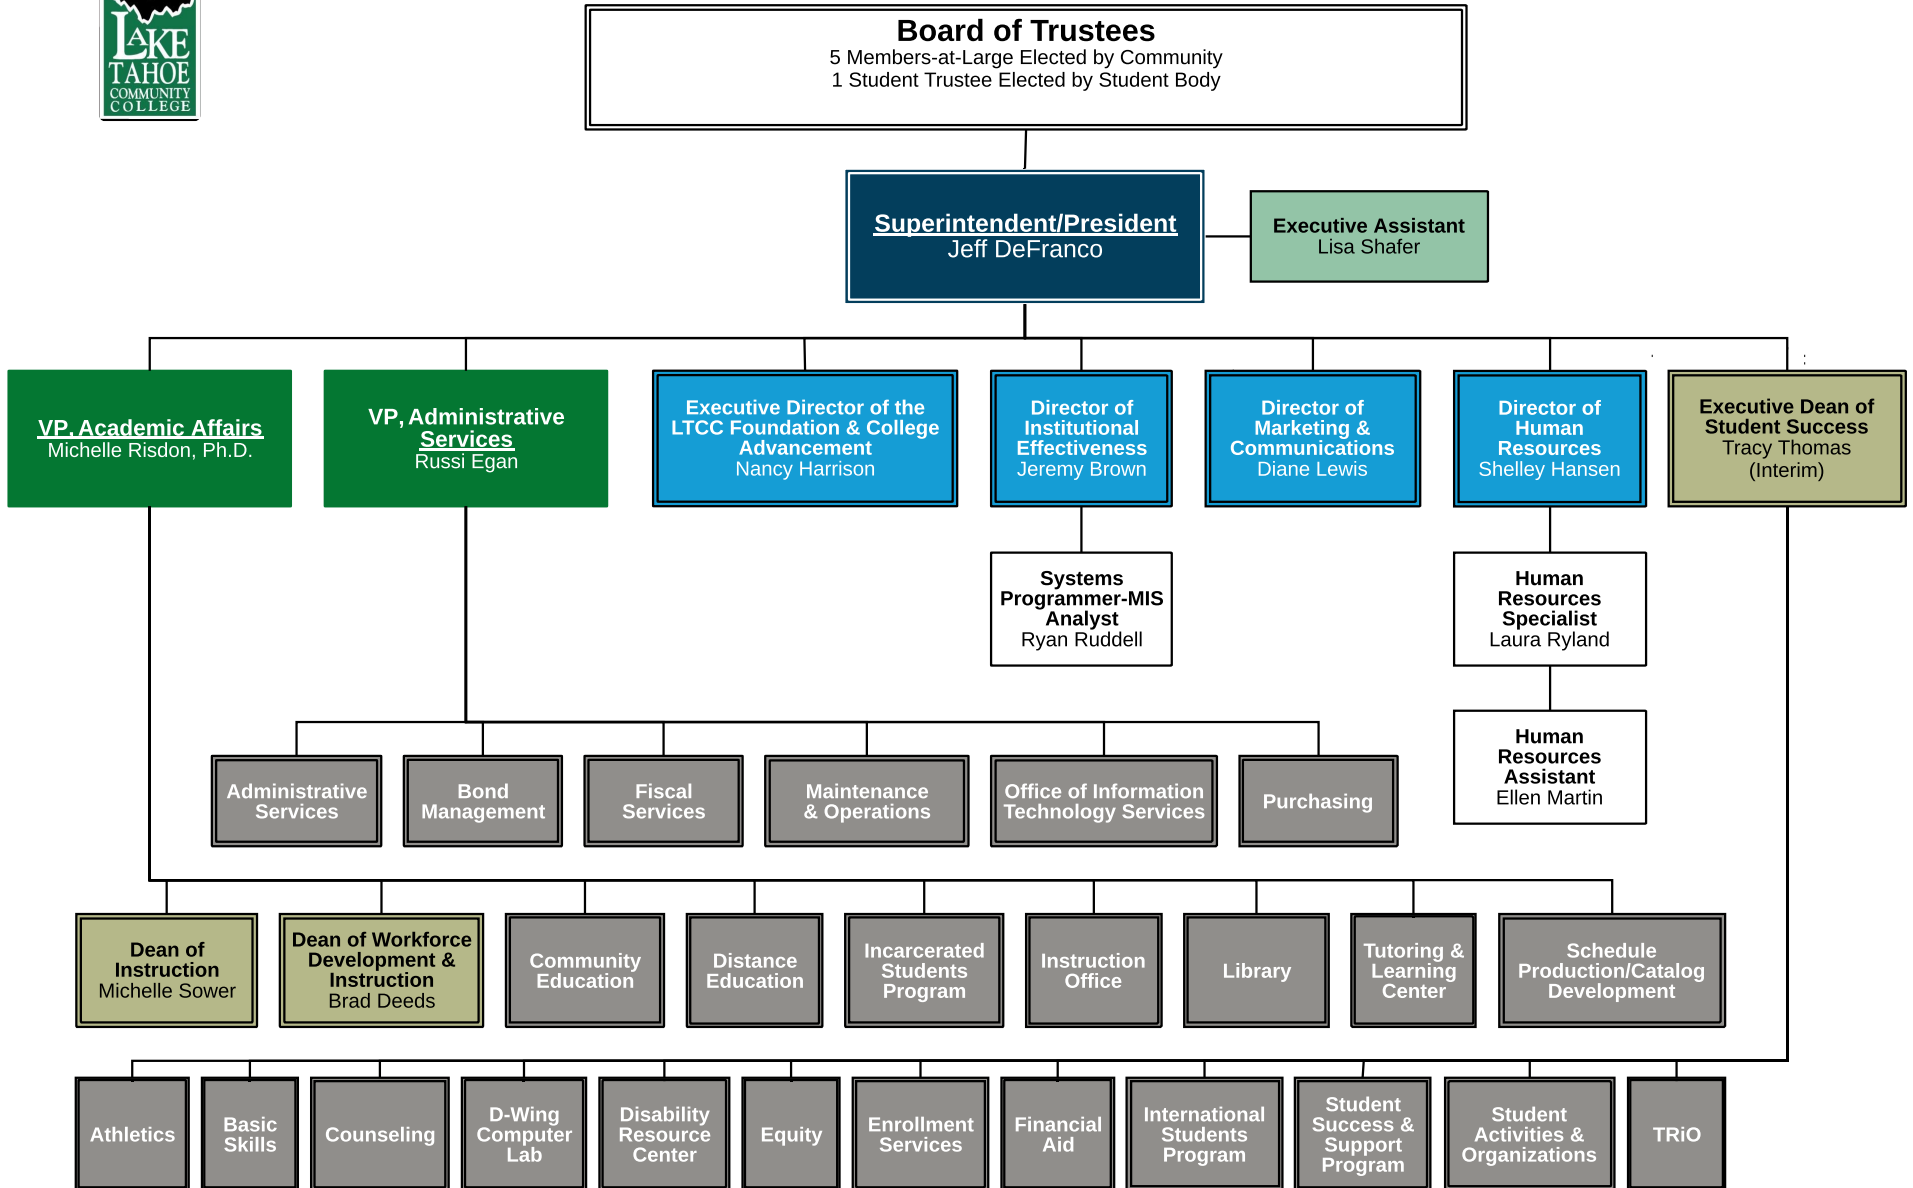 LAKE
TAHOE
COMMUNITY
COLLEGE
Board of Trustees
5 Members-at-Large Elected by Community
1 Student Trustee Elected by Student Body
Superintendent/President
Jeff DeFranco
Executive Assistant
Lisa Shafer
VP, Academic Affairs
Michelle Risdon, Ph.D.
VP, Administrative
Services
Russi Egan
Executive Director of the
LTCC Foundation & College
Advancement
Nancy Harrison
Director of
Institutional
Effectiveness
Jeremy Brown
Director of
Marketing &
Communications
Diane Lewis
Director of
Human
Resources
Shelley Hansen
Executive Dean of
Student Success
Tracy Thomas
(Interim)
Systems
Programmer-MIS
Analyst
Ryan Ruddell
Human
Resources
Specialist
Laura Ryland
Human
Resources
Assistant
Ellen Martin
Administrative
Services
Bond
Management
Fiscal
Services
Maintenance
& Operations
Office of Information
Technology Services
Purchasing
Dean of
Instruction
Michelle Sower
Dean of Workforce
Development &
Instruction
Brad Deeds
Community
Education
Distance
Education
Incarcerated
Students
Program
Instruction
Office
Library
Tutoring &
Learning
Center
Schedule
Production/Catalog
Development
Athletics
Basic
Skills
Counseling
D-Wing
Computer
Lab
Disability
Resource
Center
Equity
Enrollment
Services
Financial
Aid
International
Students
Program
Student
Success &
Support
Program
Student
Activities &
Organizations
TRiO